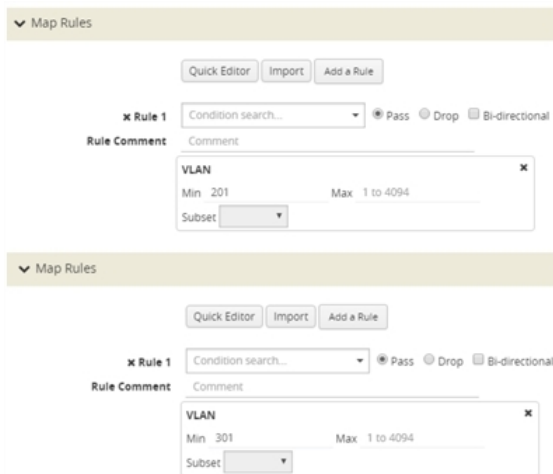 Map Rules
Quick Editor Import Add a Rule
x Rule 1 Condition search... Pass Drop Bi-directional
Rule Comment Comment
VLAN x
Min 201 Max 1 to 4094
Subset
Map Rules
Quick Editor Import Add a Rule
x Rule 1 Condition search... Pass Drop Bi-directional
Rule Comment Comment
VLAN x
Min 301 Max 1 to 4094
Subset